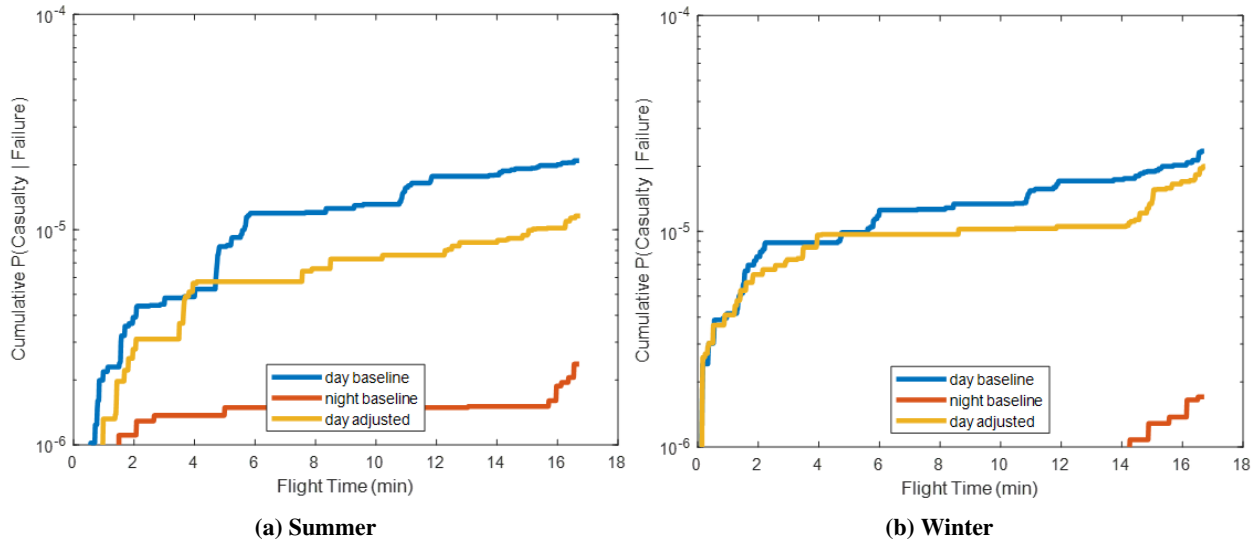 10^-4
10^-5
10^-6
Cumulative P(Casualty | Failure)
day baseline
night baseline
day adjusted
0 2 4 6 8 10 12 14 16 18
Flight Time (min)
(a) Summer
10^-4
10^-5
10^-6
Cumulative P(Casualty | Failure)
day baseline
night baseline
day adjusted
0 2 4 6 8 10 12 14 16 18
Flight Time (min)
(b) Winter